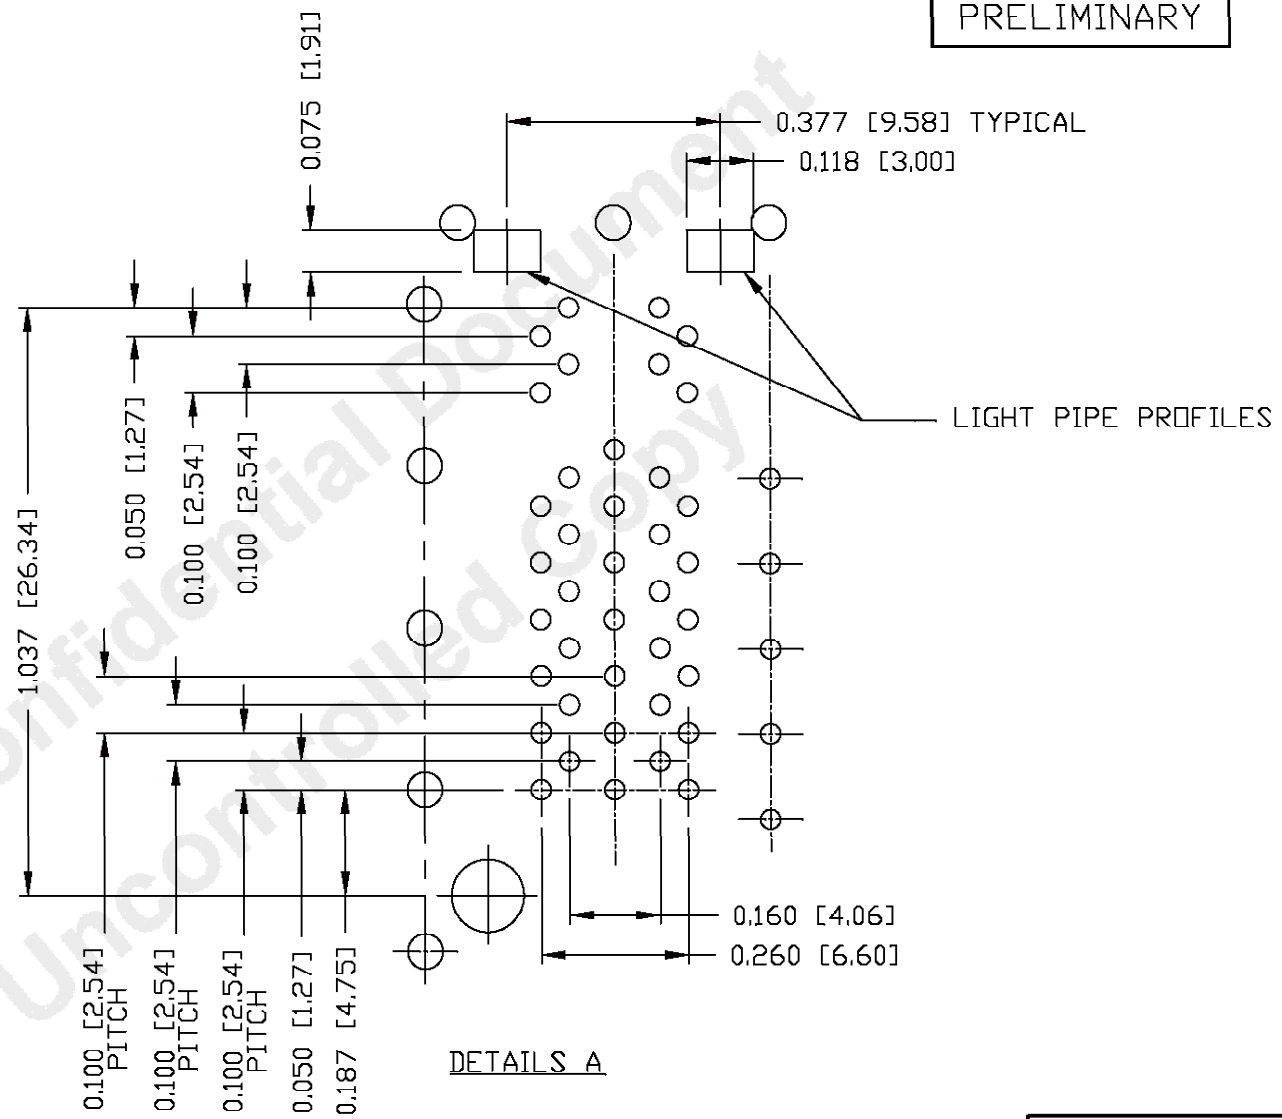 PRELIMINARY
0.075 [1.91]
0.377 [9.58] TYPICAL
0.118 [3.00]
LIGHT PIPE PROFILES
0.050 [1.27]
0.100 [2.54]
0.100 [2.54]
1.037 [26.34]
0.160 [4.06]
0.260 [6.60]
0.100 [2.54]
PITCH
0.100 [2.54]
PITCH
0.100 [2.54]
PITCH
0.050 [1.27]
0.187 [4.75]
DETAILS A
onfidential Document
Uncontrolled Copy